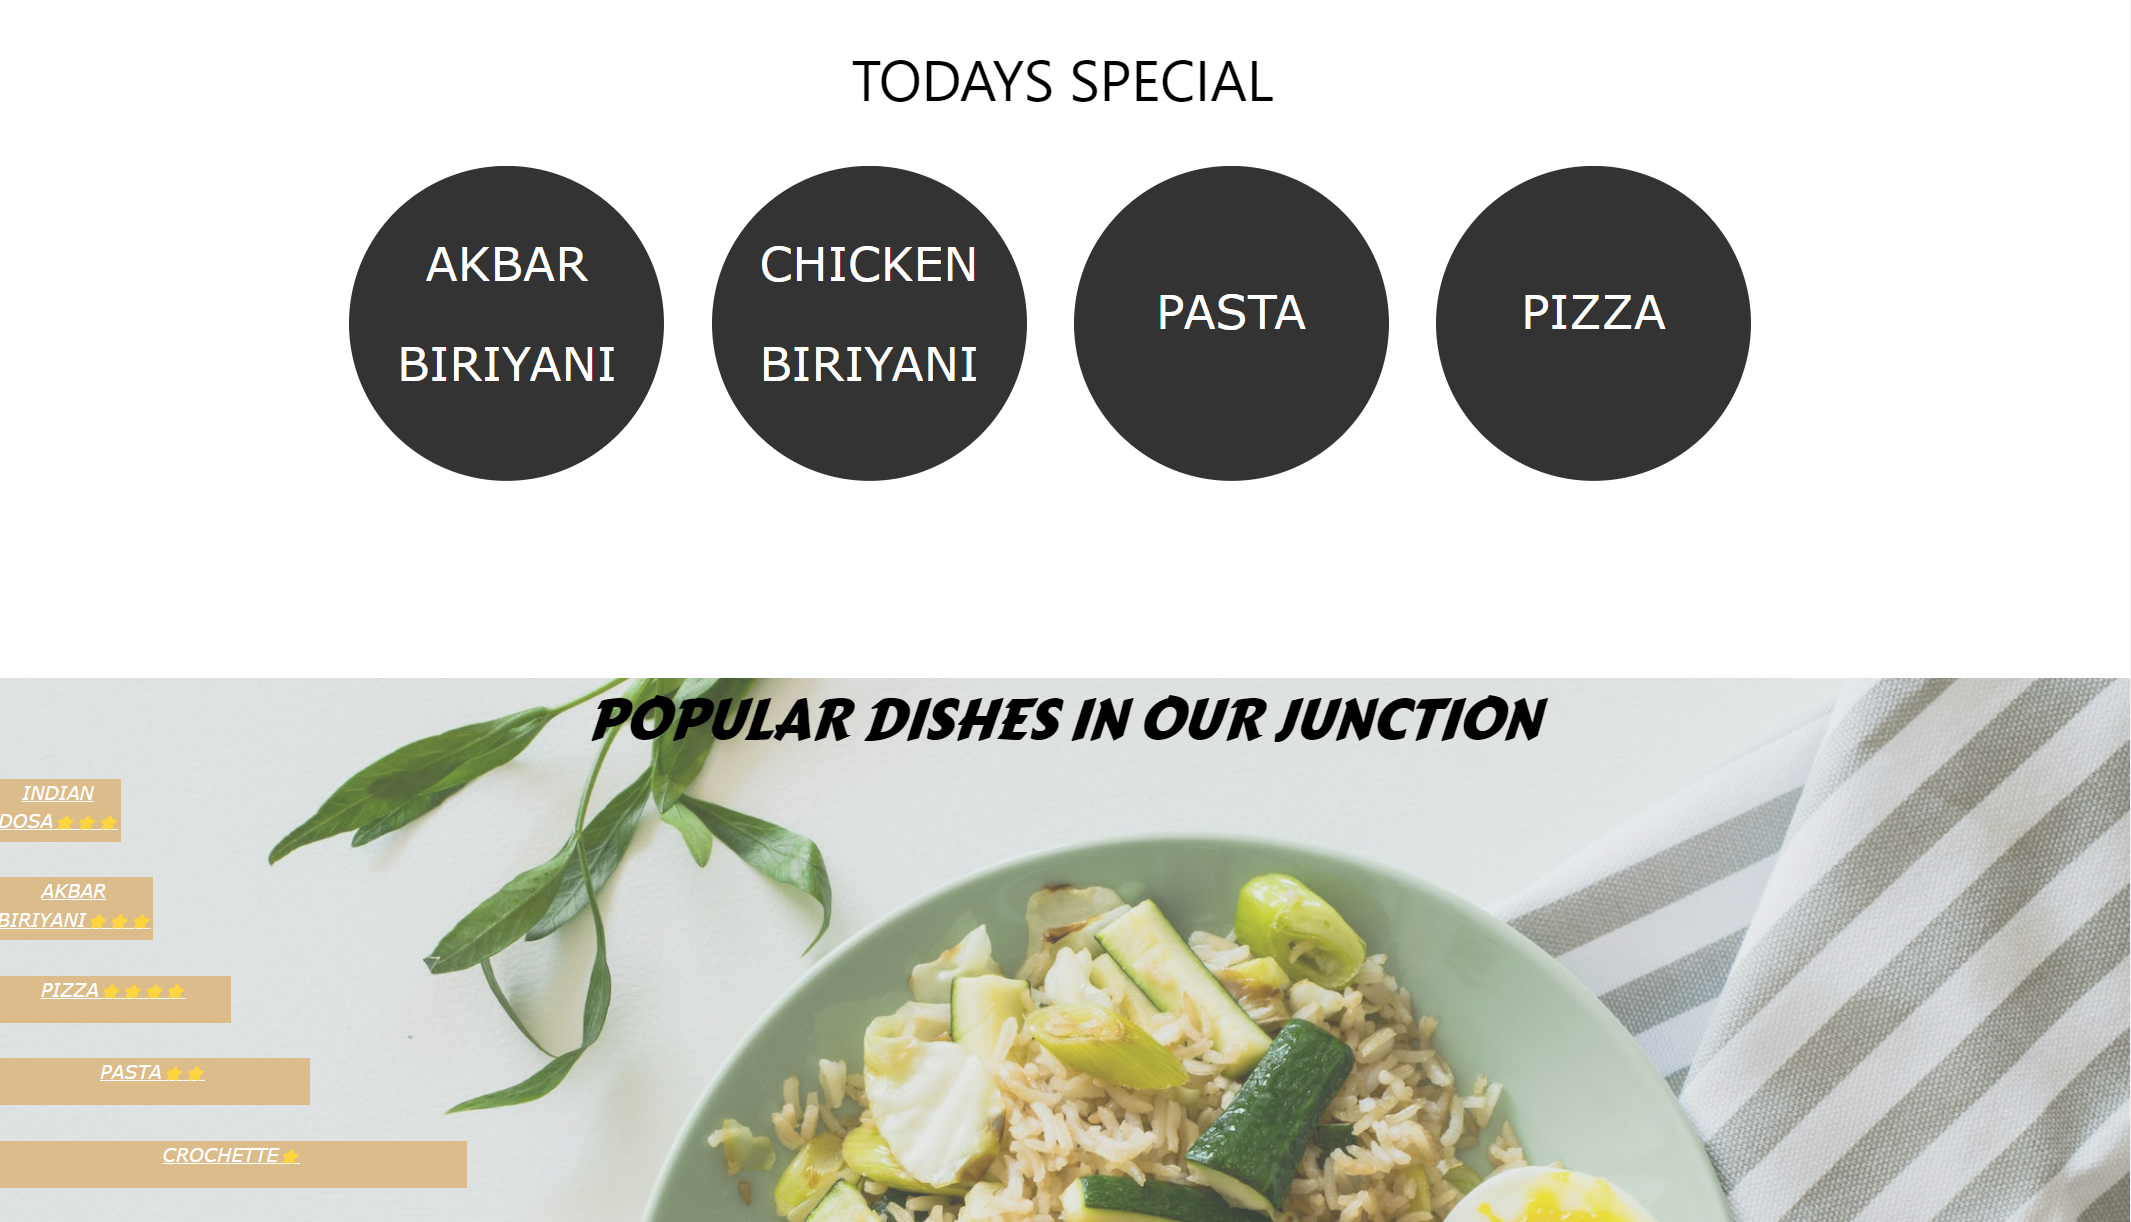 TODAYS SPECIAL
AKBAR
BIRIYANI
CHICKEN
BIRIYANI
PASTA
PIZZA
POPULAR DISHES IN OUR JUNCTION
INDIAN
DOSA⭐⭐⭐
AKBAR
BIRIYANI⭐⭐⭐
PIZZA⭐⭐⭐⭐
PASTA⭐⭐
CROCHETTE⭐